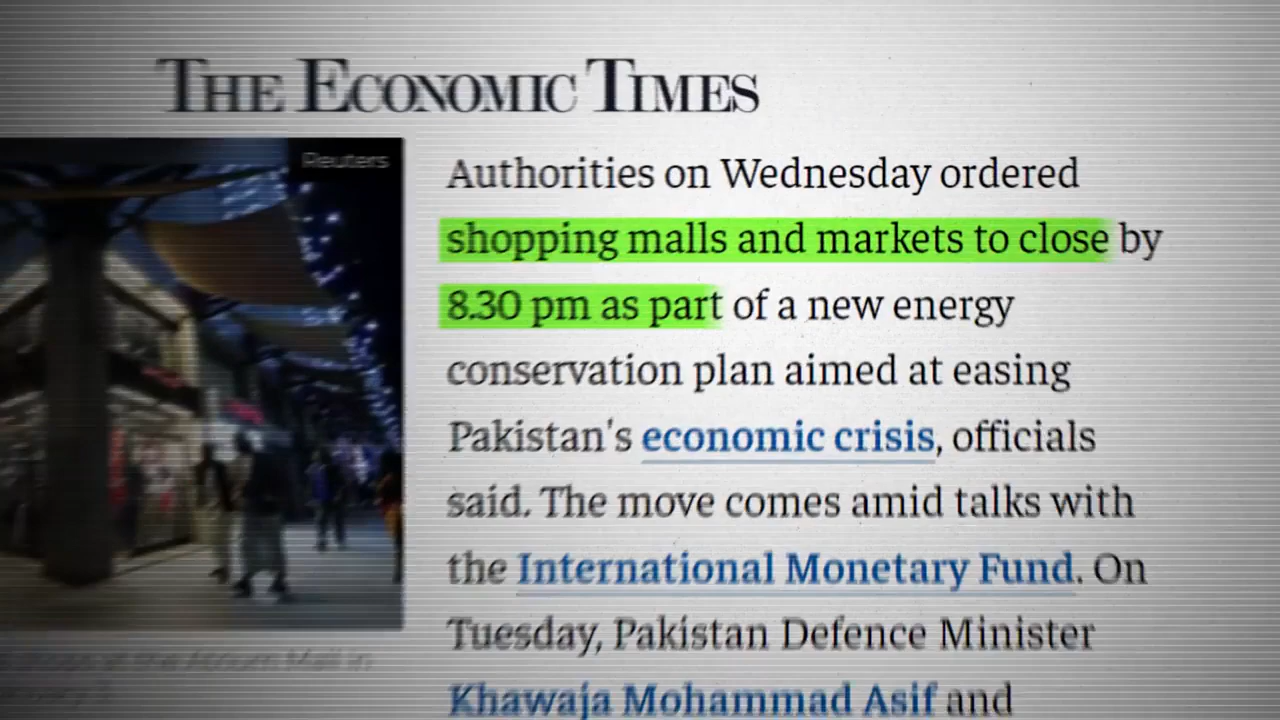 THE ECONOMIC TIMES
Reuters
Authorities on Wednesday ordered
shopping malls and markets to close by
8.30 pm as part of a new energy
conservation plan aimed at easing
Pakistan's economic crisis, officials
said. The move comes amid talks with
the International Monetary Fund. On
Tuesday, Pakistan Defence Minister
Khawaja Mohammad Asif and